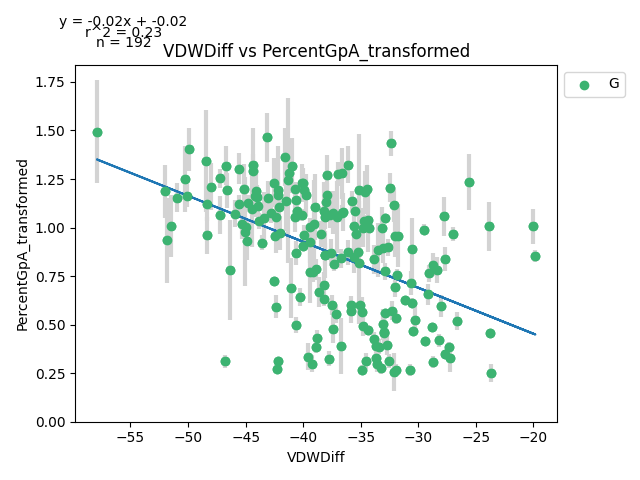 y = -0.02x + -0.02
r^2 = 0.23
n = 192
VDWDiff vs PercentGpA_transformed
G
PercentGpA_transformed
1.75
1.50
1.25
1.00
0.75
0.50
0.25
0.00
−55 −50 −45 −40 −35 −30 −25 −20
VDWDiff